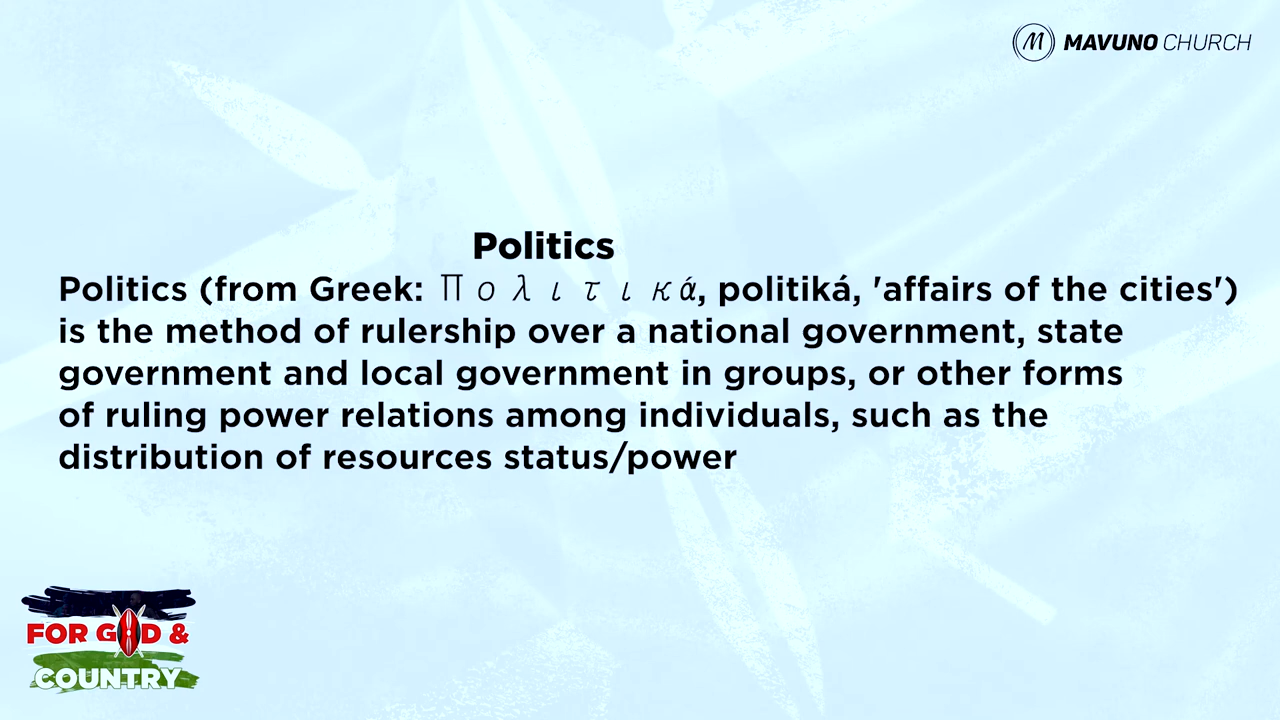 M MAVUNO CHURCH
Politics
Politics (from Greek: Πολιτικά, politiká, 'affairs of the cities')
is the method of rulership over a national government, state
government and local government in groups, or other forms
of ruling power relations among individuals, such as the
distribution of resources status/power
FOR GOD &
COUNTRY